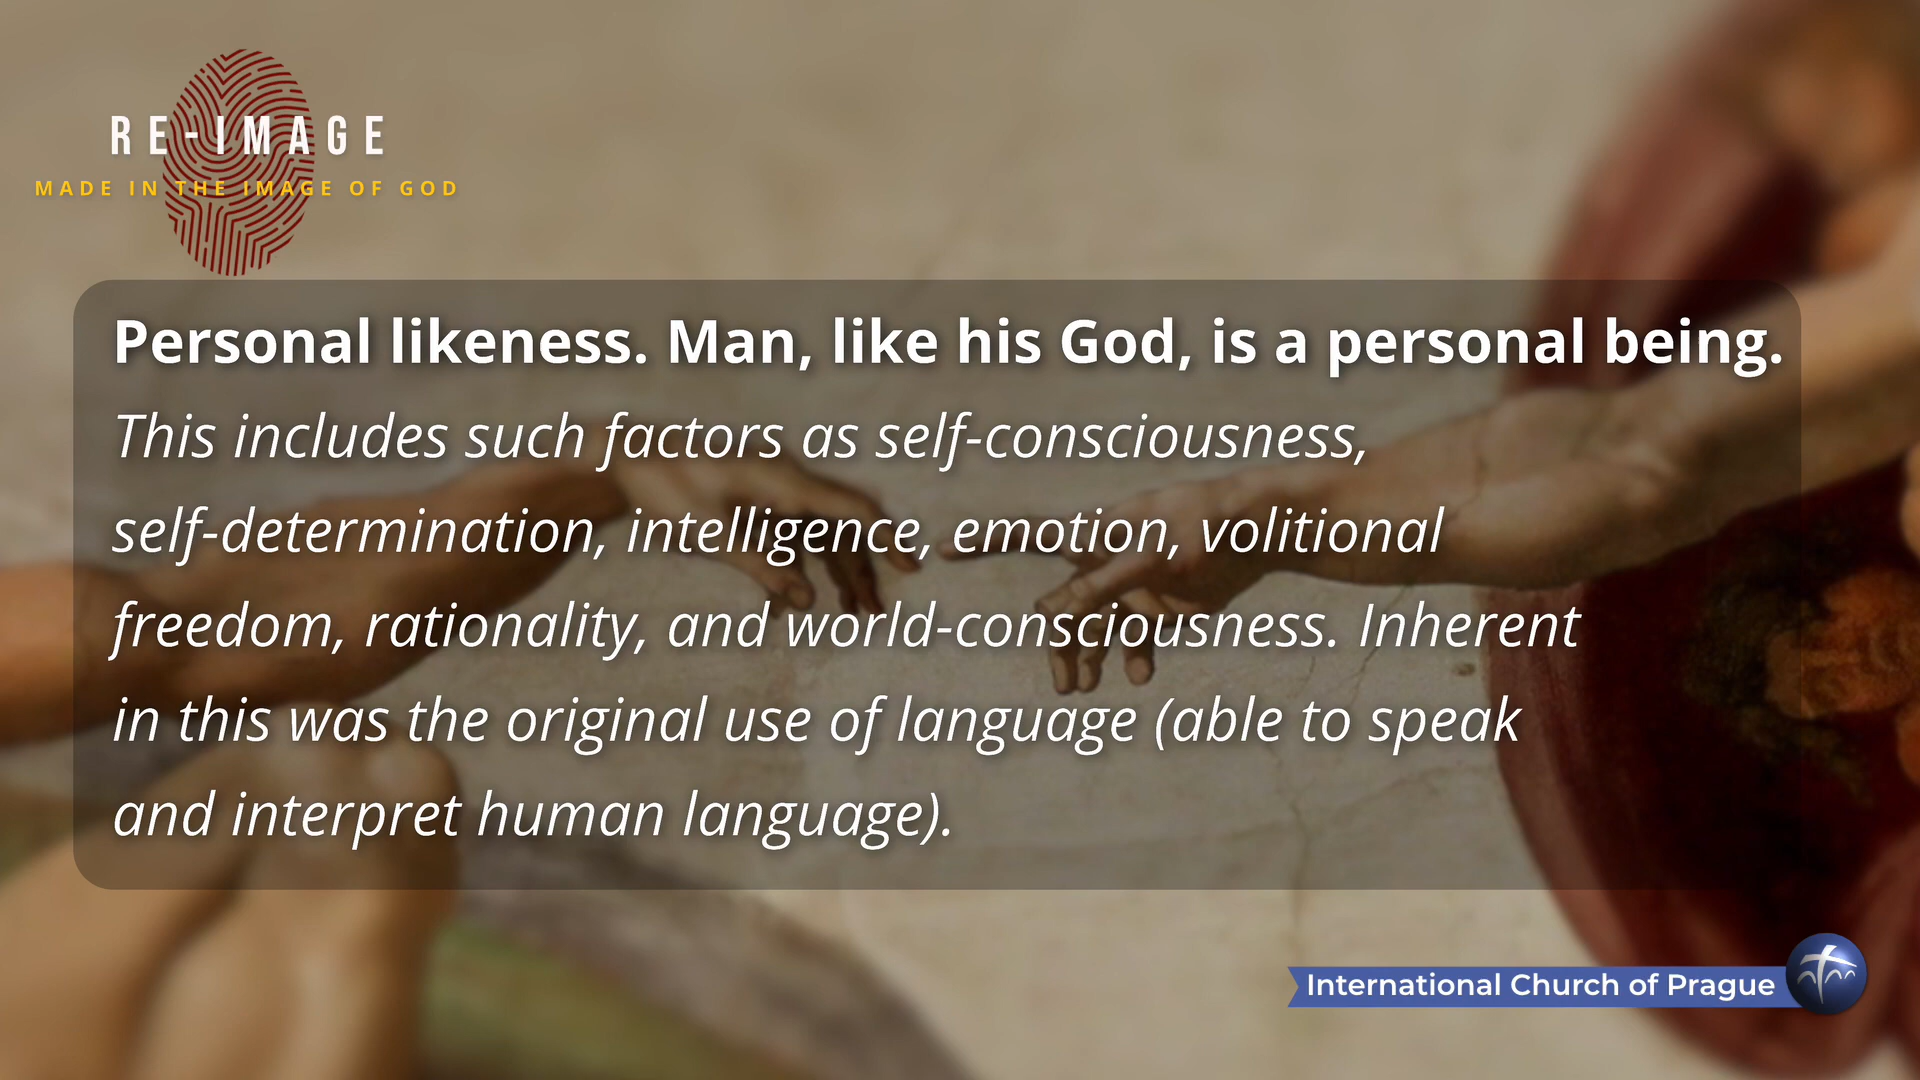 RE-IMAGE
MADE IN THE IMAGE OF GOD
Personal likeness. Man, like his God, is a personal being.
This includes such factors as self-consciousness,
self-determination, intelligence, emotion, volitional
freedom, rationality, and world-consciousness. Inherent
in this was the original use of language (able to speak
and interpret human language).
International Church of Prague